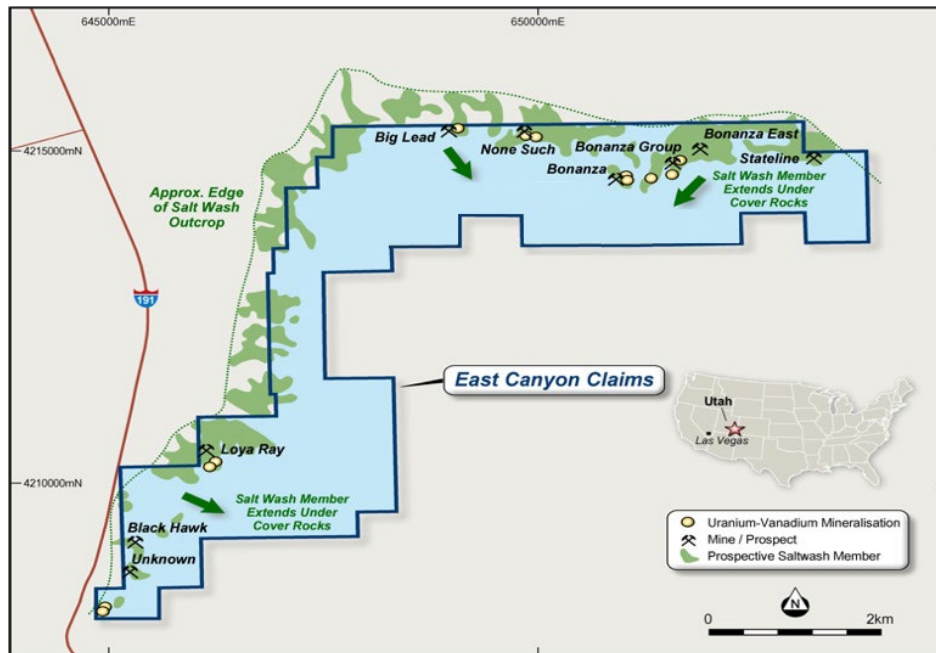 645000mE
650000mE
4215000mN
4210000mN
Big Lead
None Such
Bonanza Group
Bonanza East
Bonanza
Stateline
Salt Wash Member
Extends Under
Cover Rocks
Approx. Edge
of Salt Wash
Outcrop
191
East Canyon Claims
Utah
Las Vegas
Loya Ray
Salt Wash Member
Extends Under
Cover Rocks
Black Hawk
Unknown
Uranium-Vanadium Mineralisation
Mine / Prospect
Prospective Saltwash Member
N
0 2km